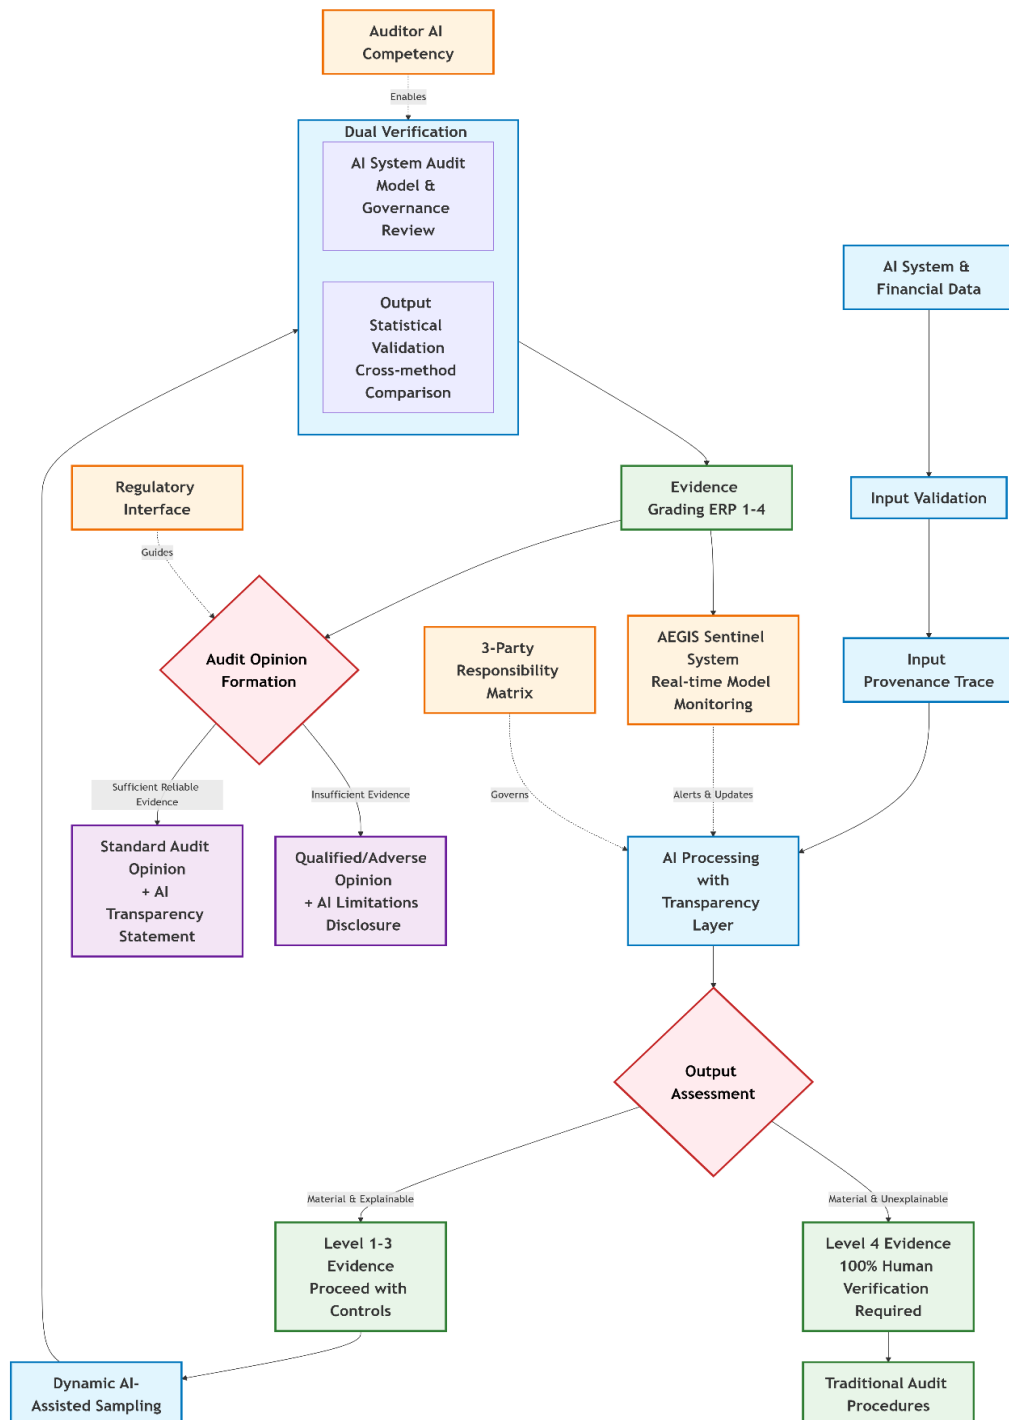 Auditor AI
Competency
Enables
Dual Verification
AI System Audit
Model &
Governance
Review
Output
Statistical
Validation
Cross-method
Comparison
AI System &
Financial Data
Regulatory
Interface
Evidence
Grading ERP 1-4
Input Validation
Guides
Audit Opinion
Formation
3-Party
Responsibility
Matrix
AEGIS Sentinel
System
Real-time Model
Monitoring
Input
Provenance Trace
Sufficient Reliable
Evidence
Insufficient Evidence
Governs
Alerts & Updates
Standard Audit
Opinion
+ AI
Transparency
Statement
Qualified/Adverse
Opinion
+ AI Limitations
Disclosure
AI Processing
with
Transparency
Layer
Output
Assessment
Material & Explainable
Material & Unexplainable
Level 1-3
Evidence
Proceed with
Controls
Level 4 Evidence
100% Human
Verification
Required
Dynamic AI-
Assisted Sampling
Traditional Audit
Procedures